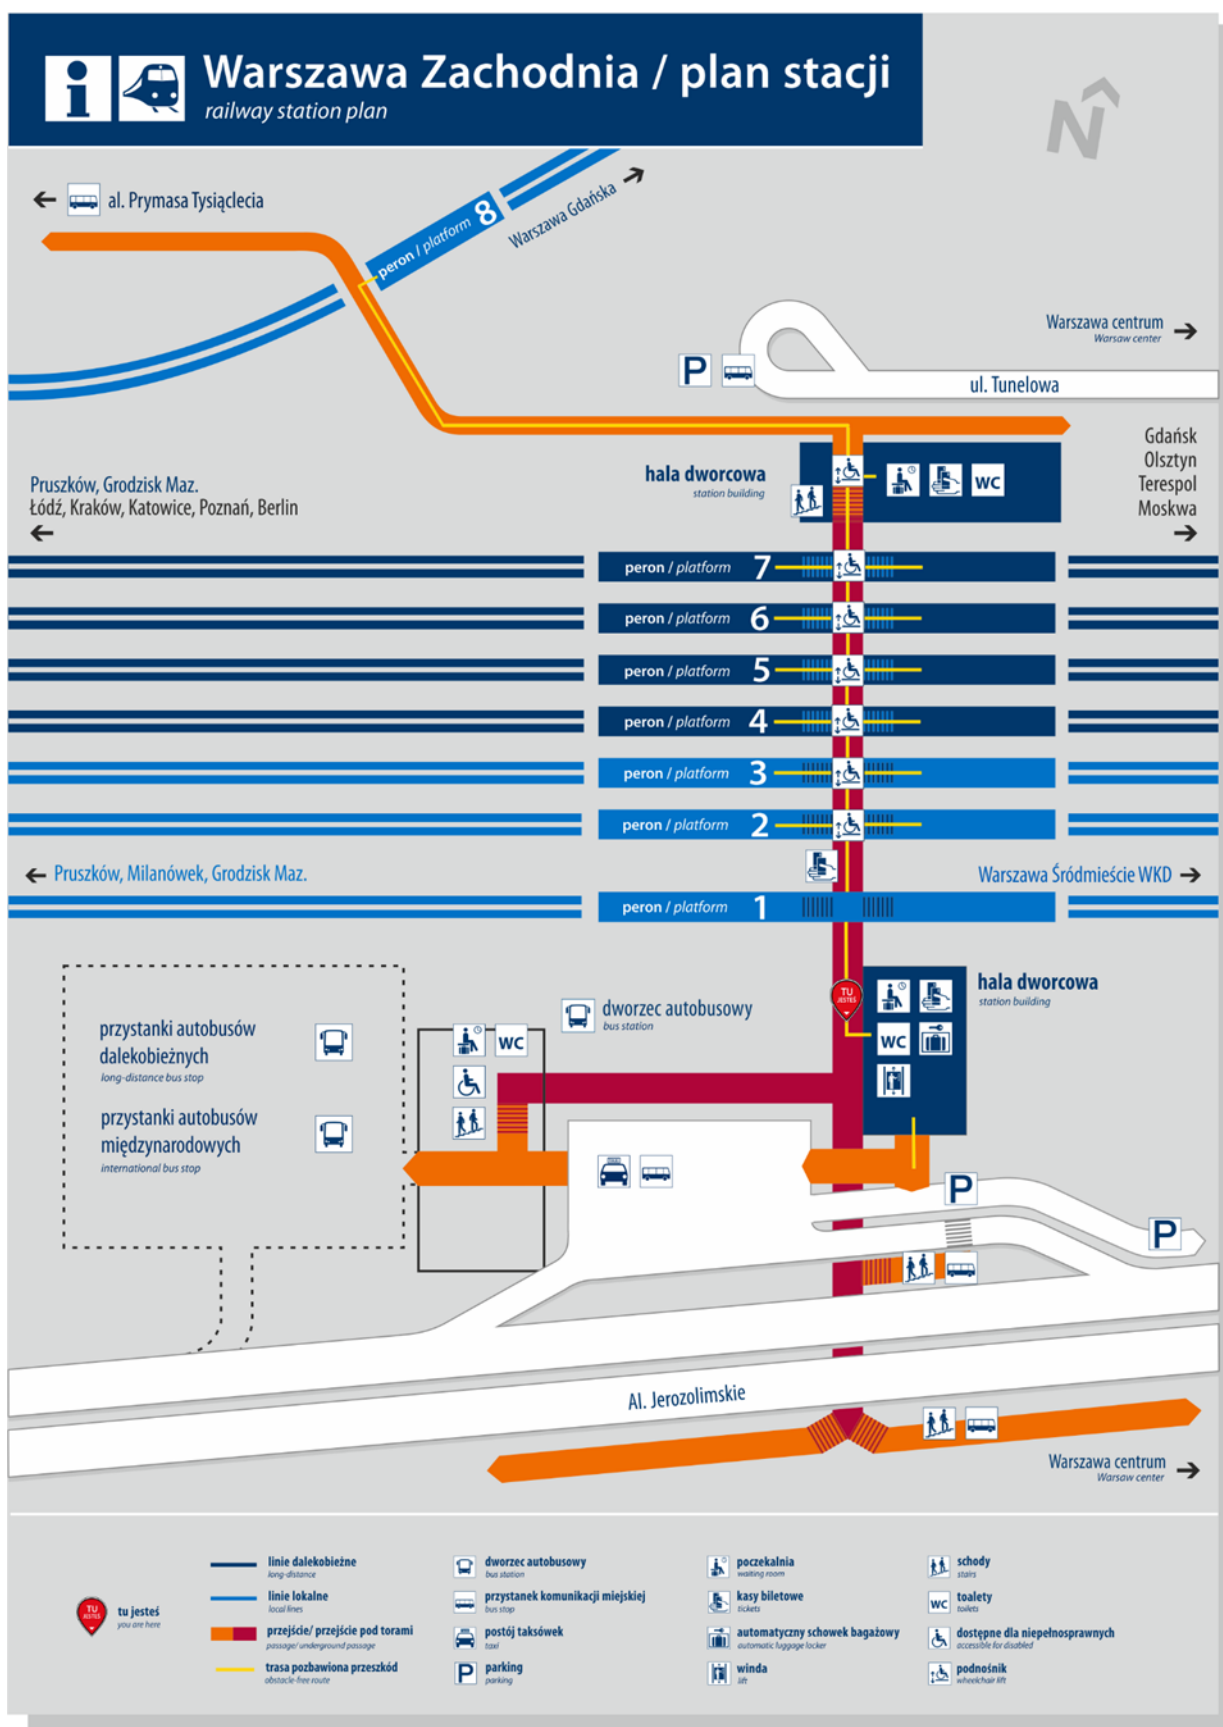 Warszawa Zachodnia / plan stacji
railway station plan
N
al. Prymasa Tysiąclecia
peron / platform 8
Warszawa Gdańska
Warszawa centrum
Warsaw center
P
ul. Tunelowa
Gdańsk
Olsztyn
Terespol
Moskwa
Pruszków, Grodzisk Maz.
Łódź, Kraków, Katowice, Poznań, Berlin
hala dworcowa
station building
WC
peron / platform 7
peron / platform 6
peron / platform 5
peron / platform 4
peron / platform 3
peron / platform 2
Pruszków, Milanówek, Grodzisk Maz.
Warszawa Śródmieście WKD
peron / platform 1
hala dworcowa
station building
TU
JESTEŚ
WC
dworzec autobusowy
bus station
WC
przystanki autobusów
dalekobieżnych
long-distance bus stop
przystanki autobusów
międzynarodowych
international bus stop
TAXI
P
P
Al. Jerozolimskie
Warszawa centrum
Warsaw center
TU
JESTEŚ
tu jesteś
you are here
linie dalekobieżne
long-distance
linie lokalne
local lines
przejście/ przejście pod torami
passage/ underground passage
trasa pozbawiona przeszkód
obstacle-free route
dworzec autobusowy
bus station
przystanek komunikacji miejskiej
bus stop
postój taksówek
taxi
P
parking
parking
poczekalnia
waiting room
kasy biletowe
tickets
automatyczny schowek bagażowy
automatic luggage locker
winda
lift
schody
stairs
WC
toalety
toilets
dostępne dla niepełnosprawnych
accessible for disabled
podnośnik
wheelchair lift